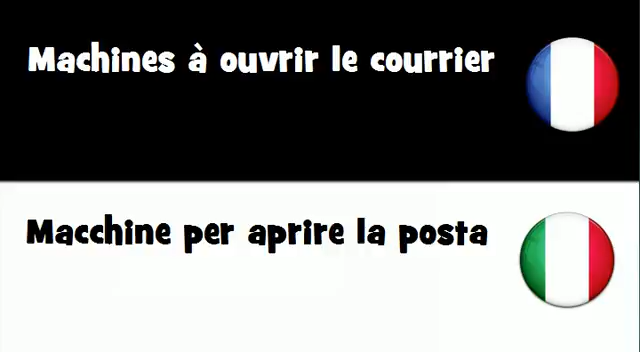 Machines à ouvrir le courrier
Macchine per aprire la posta